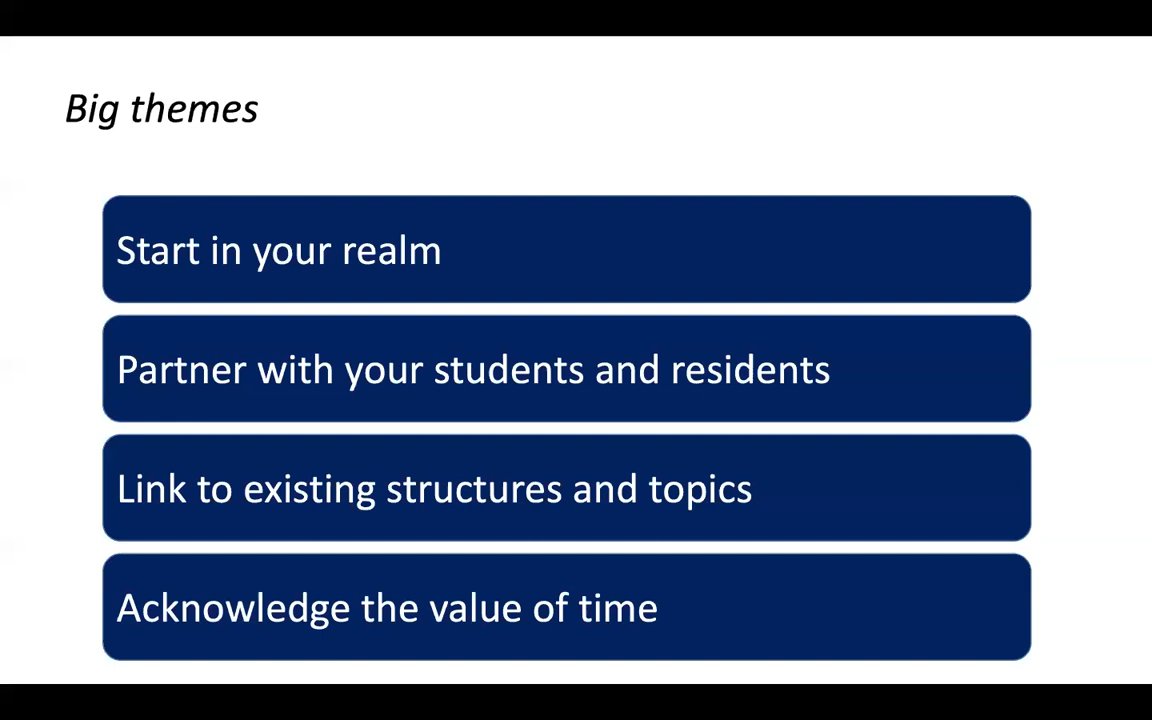 Big themes
Start in your realm
Partner with your students and residents
Link to existing structures and topics
Acknowledge the value of time